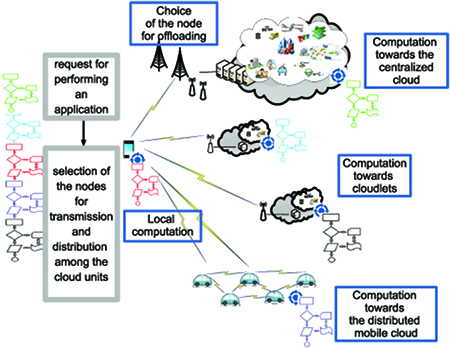 Choice
of the node
for offloading
request for
performing
an
application
Computation
towards the
centralized
cloud
selection of
the nodes
for
transmission
and
distribution
among the
cloud units
Computation
towards
cloudlets
Local
computation
Computation
towards
the distributed
mobile cloud